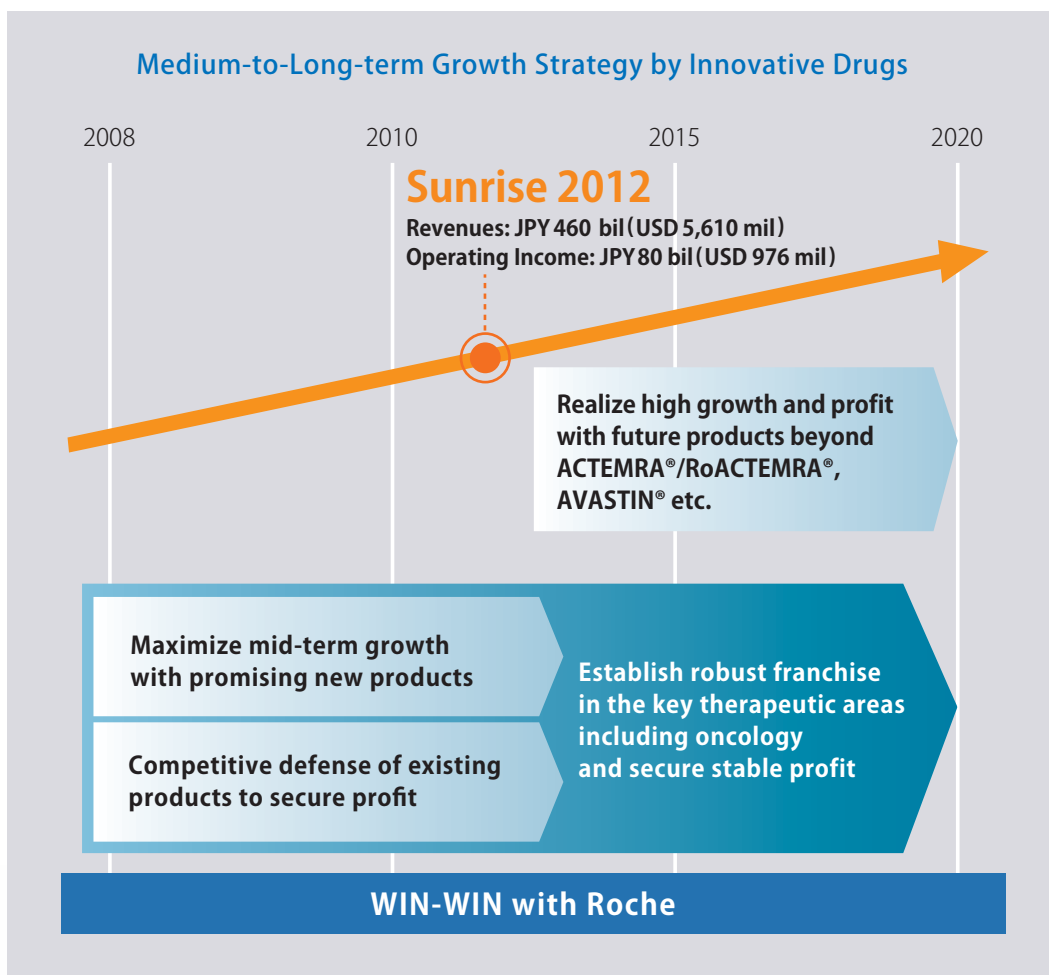 Medium-to-Long-term Growth Strategy by Innovative Drugs
2008 2010 2015 2020
Sunrise 2012
Revenues: JPY 460 bil(USD 5,610 mil)
Operating Income: JPY 80 bil(USD 976 mil)
Realize high growth and profit
with future products beyond
ACTEMRA®/RoACTEMRA®,
AVASTIN® etc.
Maximize mid-term growth
with promising new products
Competitive defense of existing
products to secure profit
Establish robust franchise
in the key therapeutic areas
including oncology
and secure stable profit
WIN-WIN with Roche